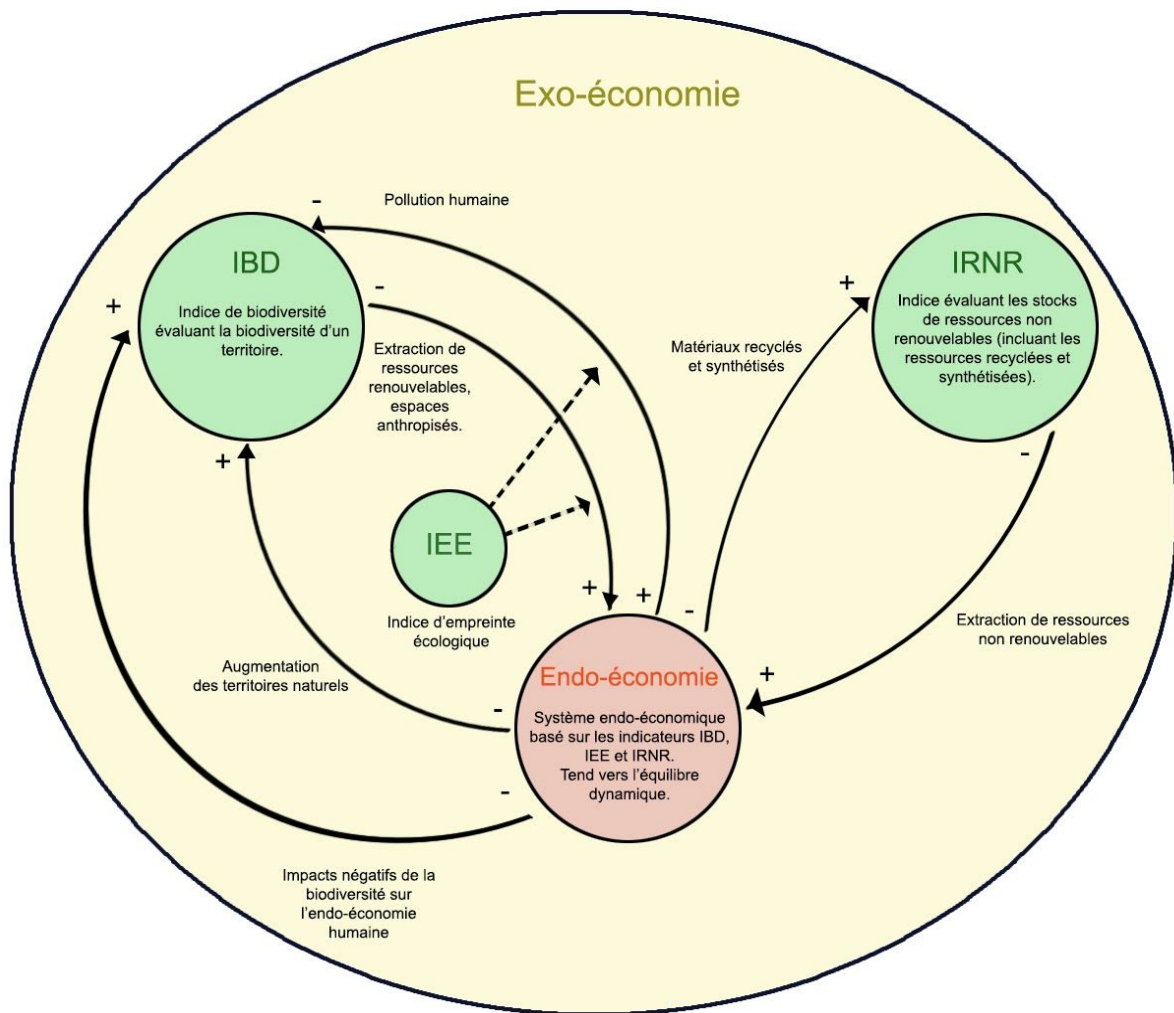 Exo-économie
-
Pollution humaine
IBD
Indice de biodiversité
évaluant la biodiversité d'un
territoire.
+
-
Extraction de
ressources
renouvelables,
espaces
anthropisés.
+
IRNR
Indice évaluant les stocks
de ressources non
renouvelables (incluant les
ressources recyclées et
synthétisées).
+
Matériaux recyclés
et synthétisés
-
IEE
Indice d'empreinte
écologique
+
+
-
Extraction de ressources
non renouvelables
+
Augmentation
des territoires naturels
-
Endo-économie
Système endo-économique
basé sur les indicateurs IBD,
IEE et IRNR.
Tend vers l'équilibre
dynamique.
-
Impacts négatifs de la
biodiversité sur
l'endo-économie
humaine